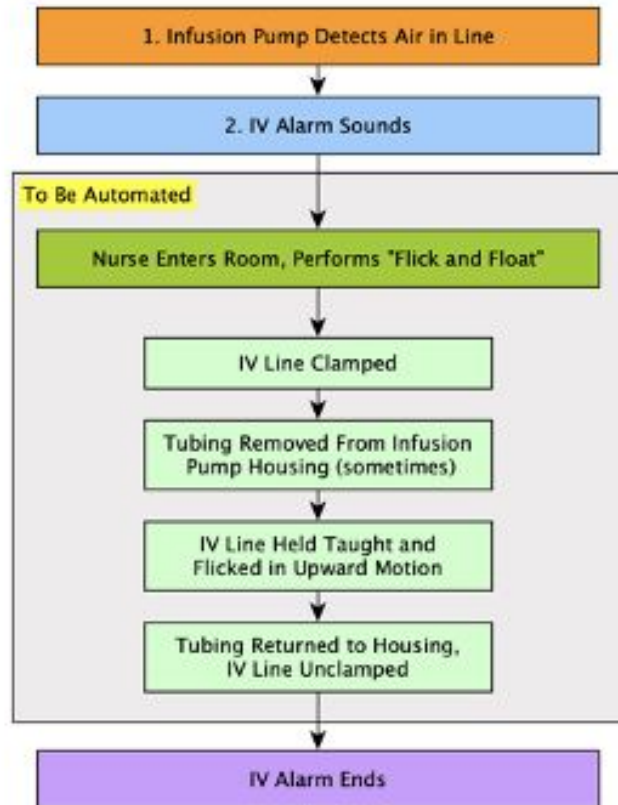 1. Infusion Pump Detects Air in Line
2. IV Alarm Sounds
To Be Automated
Nurse Enters Room, Performs "Flick and Float"
IV Line Clamped
Tubing Removed From Infusion
Pump Housing (sometimes)
IV Line Held Taught and
Flicked in Upward Motion
Tubing Returned to Housing,
IV Line Unclamped
IV Alarm Ends